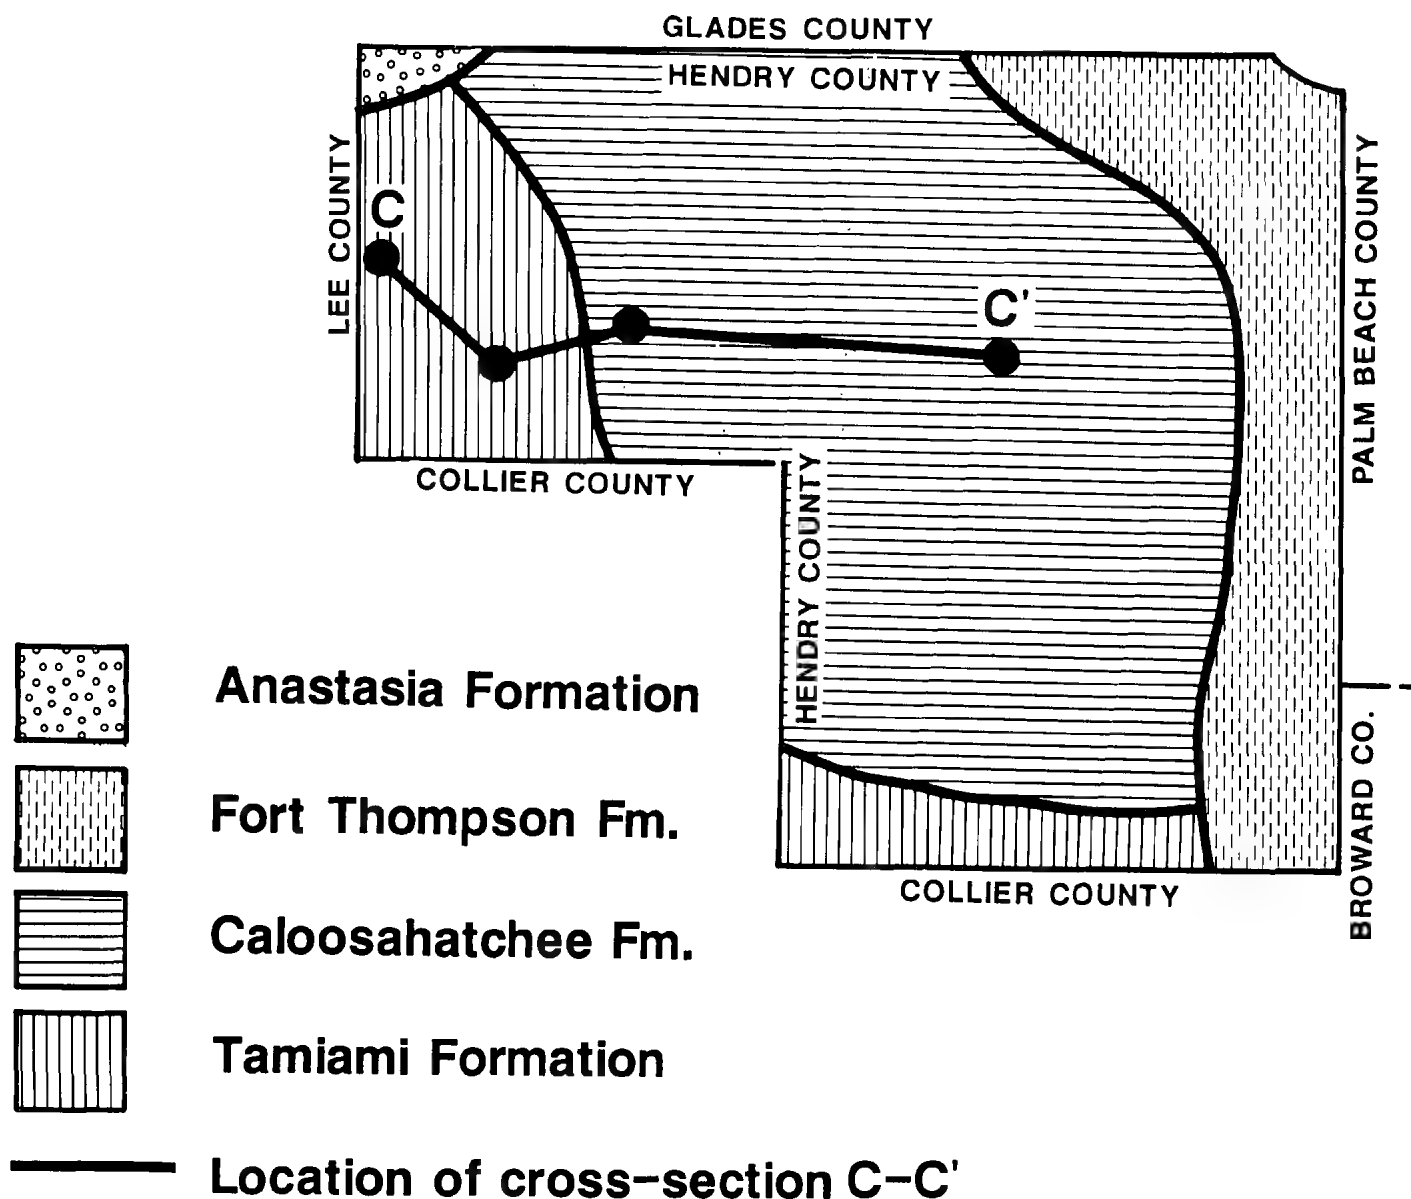 GLADES COUNTY
HENDRY COUNTY
LEE COUNTY
C
C'
PALM BEACH COUNTY
COLLIER COUNTY
HENDRY COUNTY
BROWARD CO.
COLLIER COUNTY
Anastasia Formation
Fort Thompson Fm.
Caloosahatchee Fm.
Tamiami Formation
Location of cross-section C-C'